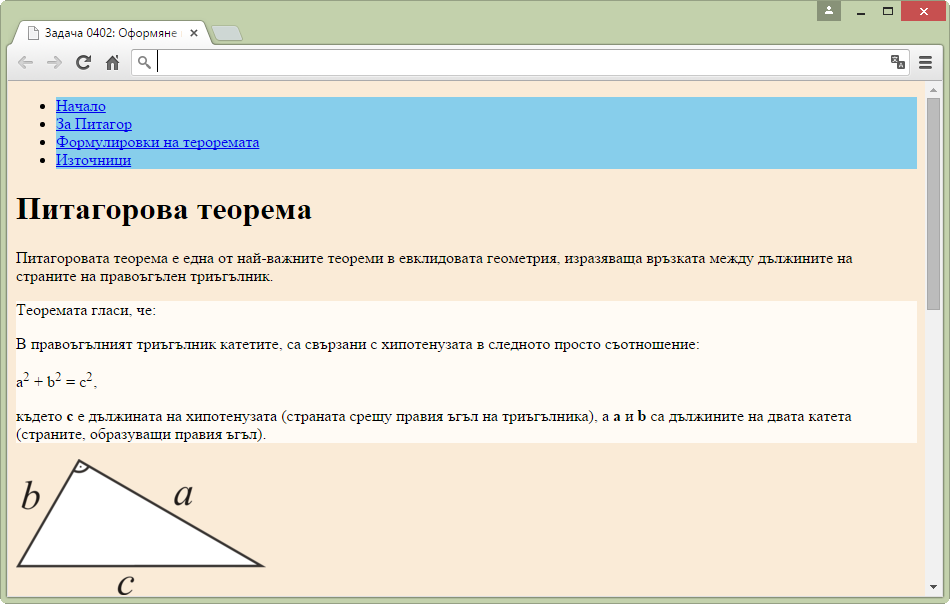 Задача 0402: Оформяне
Начало
За Питагор
Формулировки на тероремата
Източници
Питагорова теорема
Питагоровата теорема е една от най-важните теореми в евклидовата геометрия, изразяваща връзката между дължините на
страните на правоъгълен триъгълник.
Теоремата гласи, че:
В правоъгълният триъгълник катетите, са свързани с хипотенузата в следното просто съотношение:
a² + b² = c²,
където c е дължината на хипотенузата (страната срещу правия ъгъл на триъгълника), а a и b са дължините на двата катета
(страните, образуващи правия ъгъл).
b
a
c